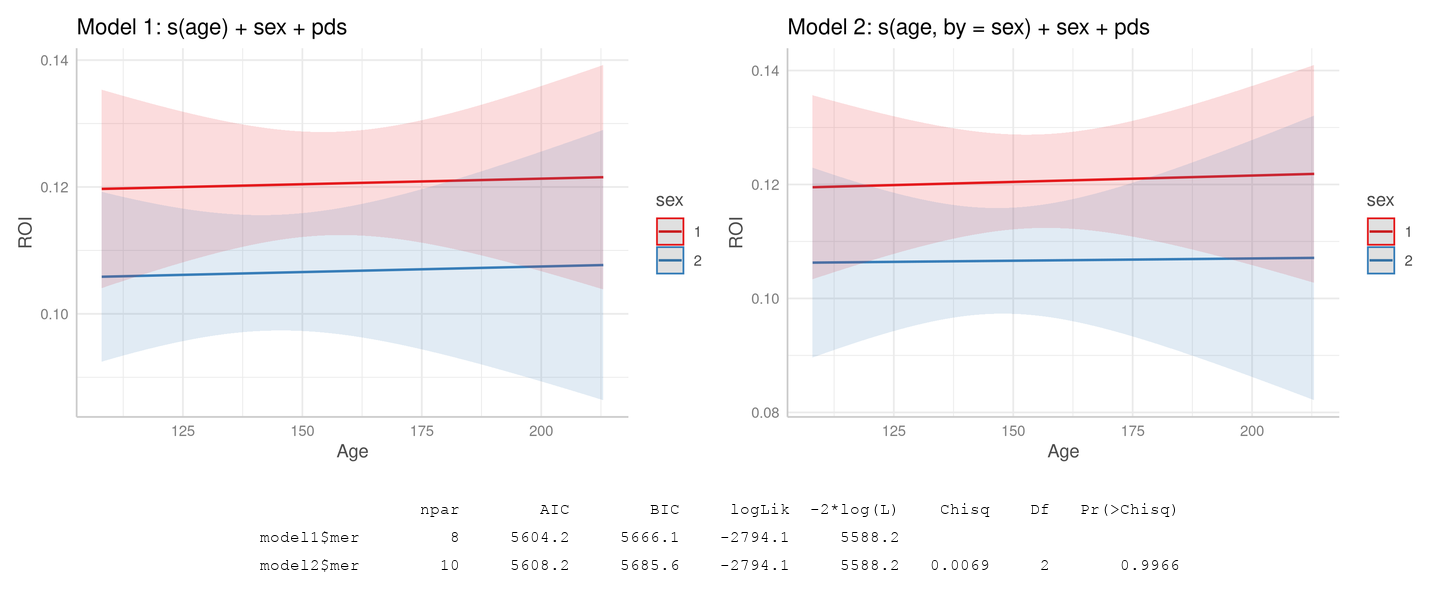 Model 1: s(age) + sex + pds
0.14
0.12
0.10
ROI
125 150 175 200
Age
sex
1
2
Model 2: s(age, by = sex) + sex + pds
0.14
0.12
0.10
0.08
ROI
125 150 175 200
Age
sex
1
2
npar AIC BIC logLik -2*log(L) Chisq Df Pr(>Chisq)
model1$mer 8 5604.2 5666.1 -2794.1 5588.2
model2$mer 10 5608.2 5685.6 -2794.1 5588.2 0.0069 2 0.9966